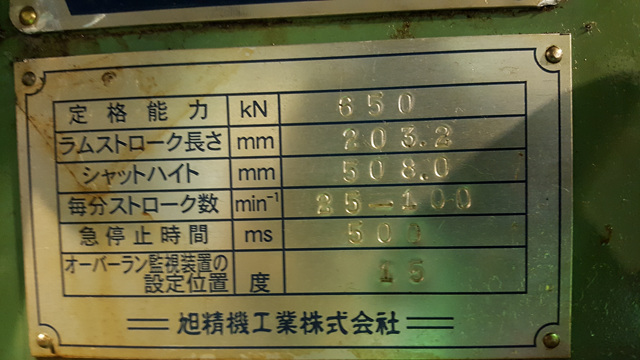 定格能力 kN 650
ラムストローク長さ mm 203.2
シャットハイト mm 508.0
毎分ストローク数 min⁻¹ 25-100
急停止時間 ms
オーバーラン監視装置の
設定位置 度 15
旭精機工業株式会社